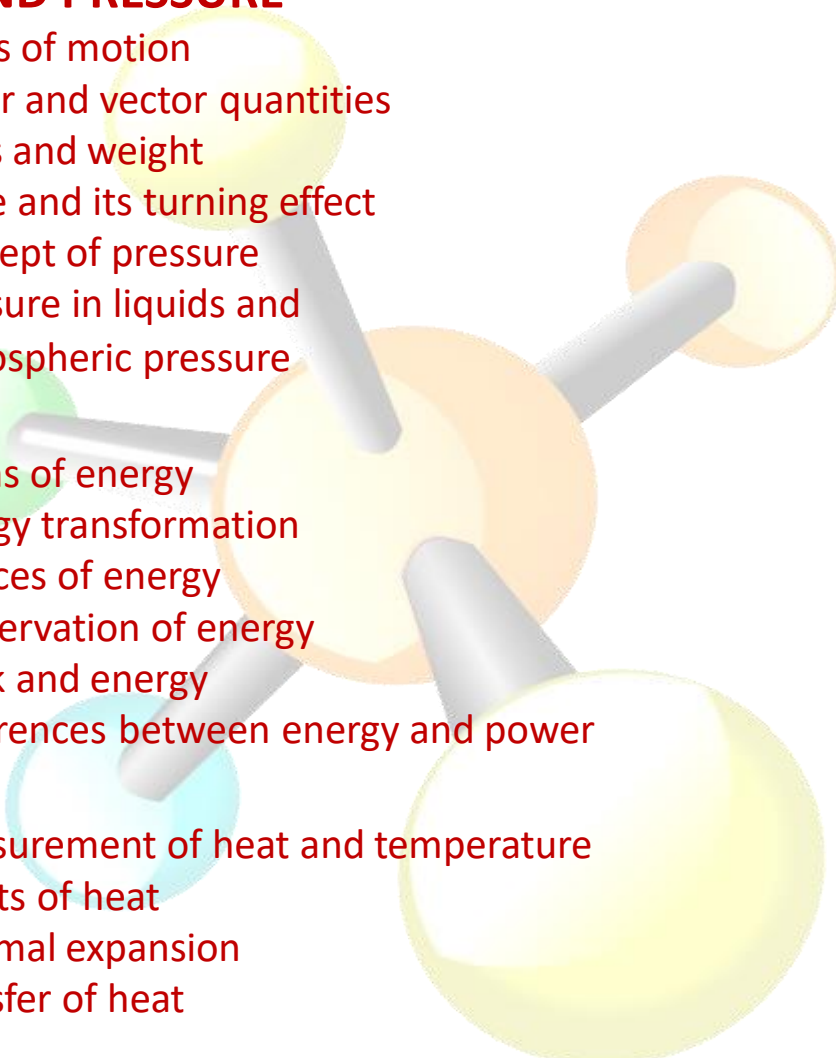 ND PRESSURE
s of motion
r and vector quantities
s and weight
e and its turning effect
ept of pressure
sure in liquids and
ospheric pressure
s of energy
gy transformation
ces of energy
ervation of energy
k and energy
rences between energy and power
surement of heat and temperature
ts of heat
mal expansion
sfer of heat